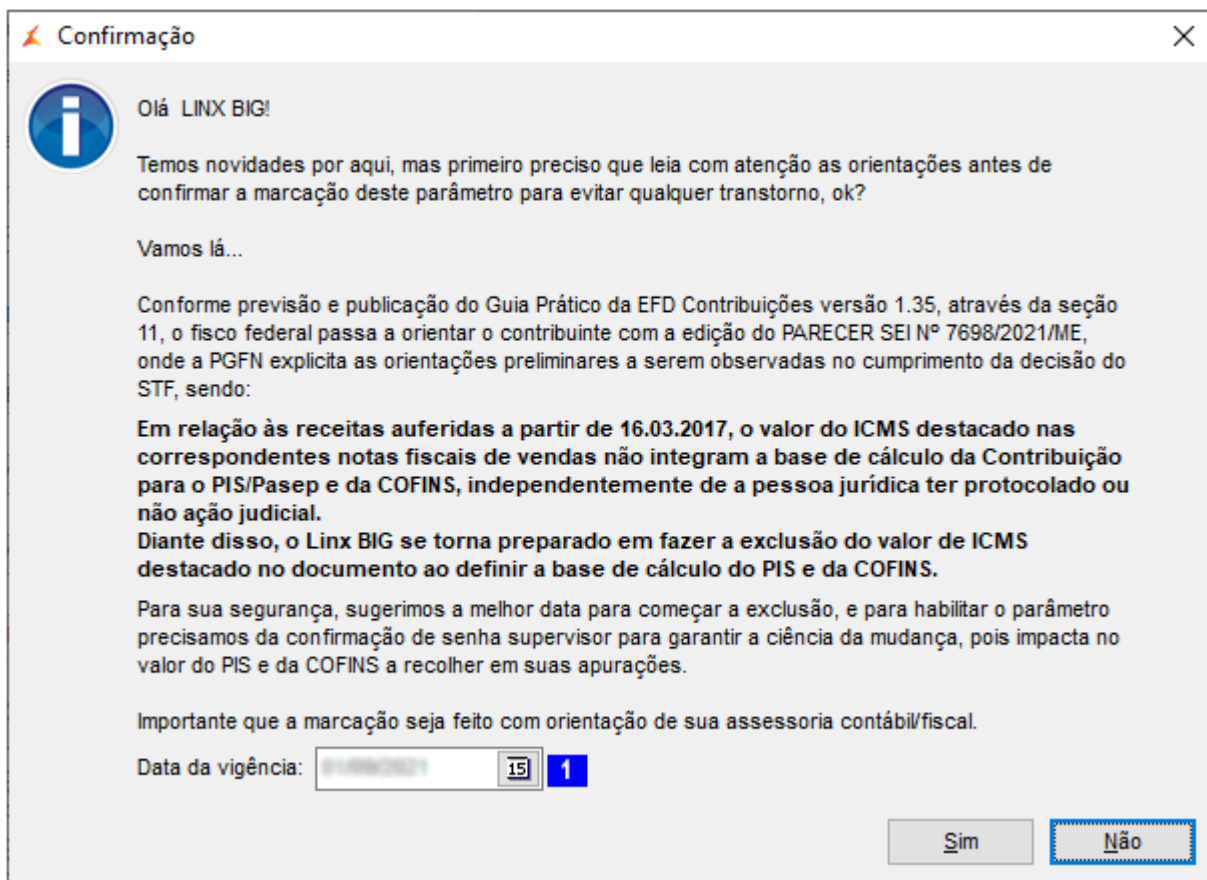 Confirmação
Olá LINX BIG!
Temos novidades por aqui, mas primeiro preciso que leia com atenção as orientações antes de
confirmar a marcação deste parâmetro para evitar qualquer transtorno, ok?
Vamos lá...
Conforme previsão e publicação do Guia Prático da EFD Contribuições versão 1.35, através da seção
11, o fisco federal passa a orientar o contribuinte com a edição do PARECER SEI Nº 7698/2021/ME,
onde a PGFN explicita as orientações preliminares a serem observadas no cumprimento da decisão do
STF, sendo:
Em relação às receitas auferidas a partir de 16.03.2017, o valor do ICMS destacado nas
correspondentes notas fiscais de vendas não integram a base de cálculo da Contribuição
para o PIS/Pasep e da COFINS, independentemente de a pessoa jurídica ter protocolado ou
não ação judicial.
Diante disso, o Linx BIG se torna preparado em fazer a exclusão do valor de ICMS
destacado no documento ao definir a base de cálculo do PIS e da COFINS.
Para sua segurança, sugerimos a melhor data para começar a exclusão, e para habilitar o parâmetro
precisamos da confirmação de senha supervisor para garantir a ciência da mudança, pois impacta no
valor do PIS e da COFINS a recolher em suas apurações.
Importante que a marcação seja feito com orientação de sua assessoria contábil/fiscal.
Data da vigência: 15 1
Sim Não